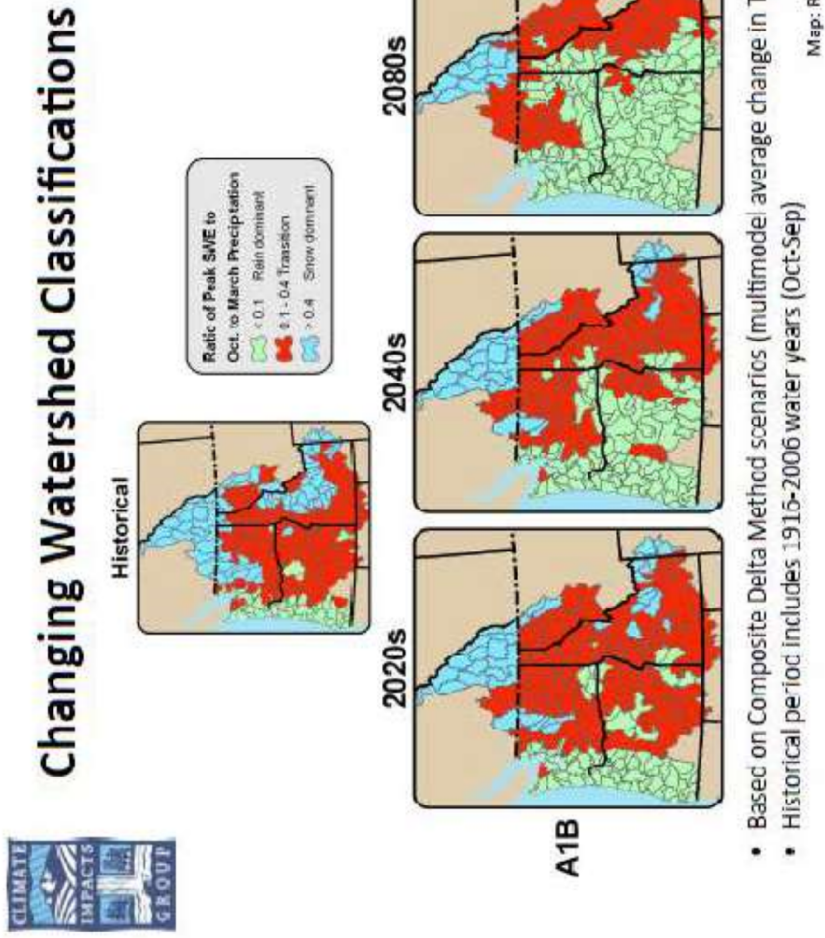 CLIMATE
IMPACTS
GROUP
Changing Watershed Classifications
Historical
Ratio of Peak SWE to
Oct. to March Precipitation
< 0.1 Rain dominant
0.1 - 0.4 Transition
> 0.4 Snow dominant
2020s
2040s
2080s
A1B
• Based on Composite Delta Method scenarios (multimodel average change in T
• Historical period includes 1916-2006 water years (Oct-Sep)
Map: R